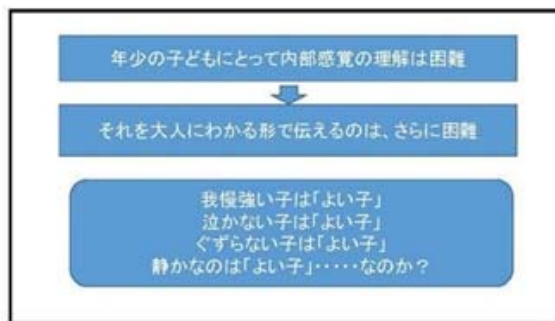 年少の子どもにとって内部感覚の理解は困難
それを大人にわかる形で伝えるのは、さらに困難
我慢強い子は「よい子」
泣かない子は「よい子」
ぐずらない子は「よい子」
静かなのは「よい子」・・・・・なのか？